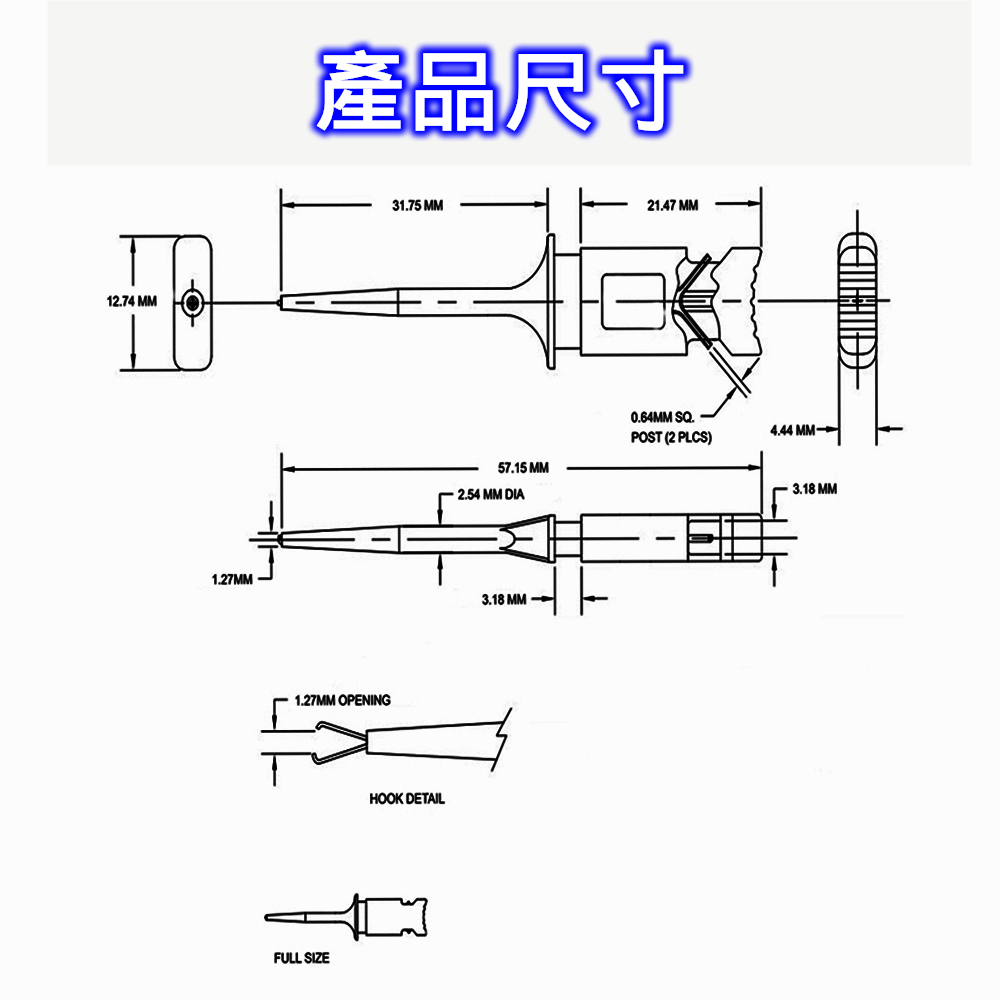 產品尺寸
31.75 MM
21.47 MM
12.74 MM
0.64MM SQ.
POST (2 PLCS)
4.44 MM
57.15 MM
2.54 MM DIA
3.18 MM
1.27MM
3.18 MM
1.27MM OPENING
HOOK DETAIL
FULL SIZE